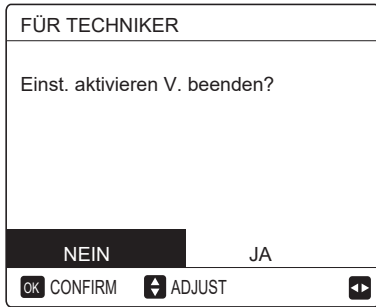 FÜR TECHNIKER
Einst. aktivieren V. beenden?
NEIN JA
OK CONFIRM ADJUST